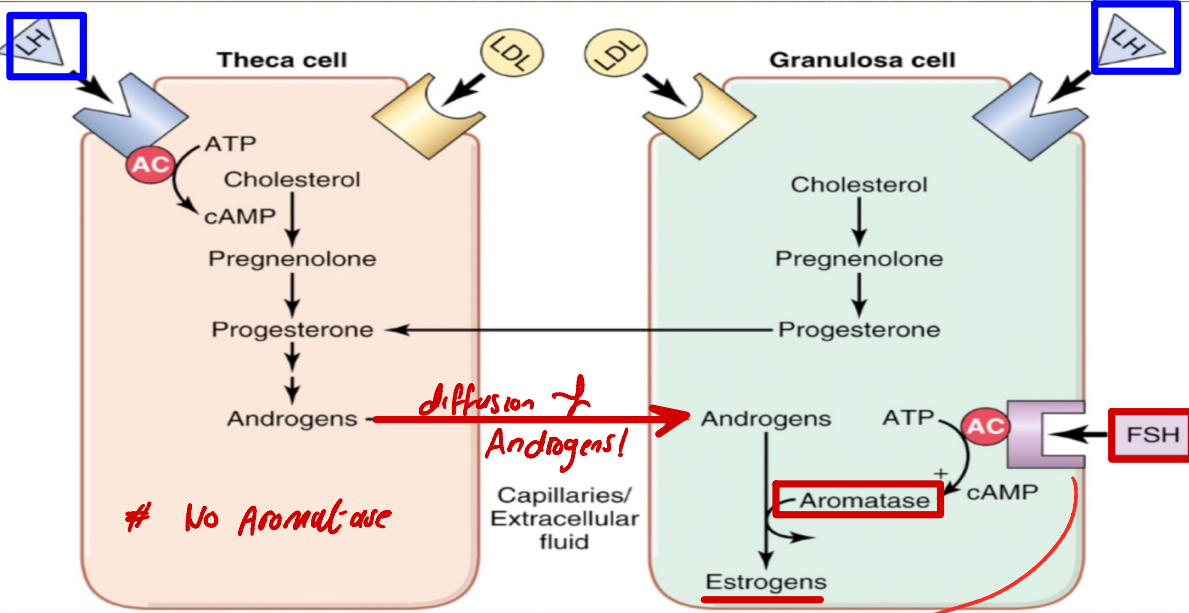 LH
Theca cell
LDL
LDL
Granulosa cell
LH
AC
ATP
Cholesterol
cAMP
Pregnenolone
Progesterone
Androgens
# No Aromatase
diffusion of
Androgens!
Capillaries/
Extracellular
fluid
Cholesterol
Pregnenolone
Progesterone
Androgens
ATP
AC
FSH
+
cAMP
Aromatase
Estrogens